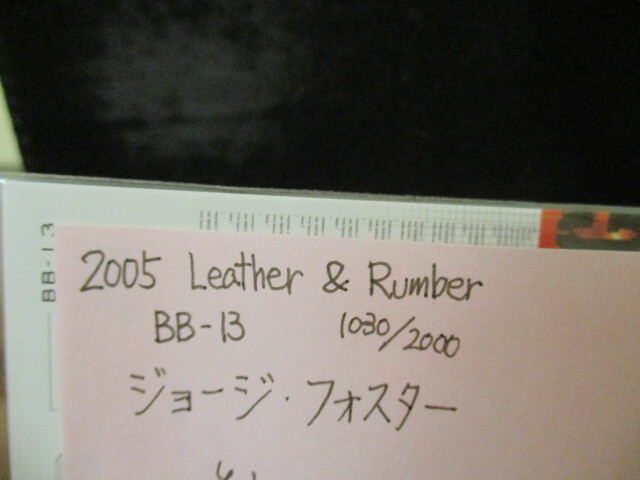 BB-13
2005 Leather & Rumber
BB-13 1030/2000
ジョージ・フォスター